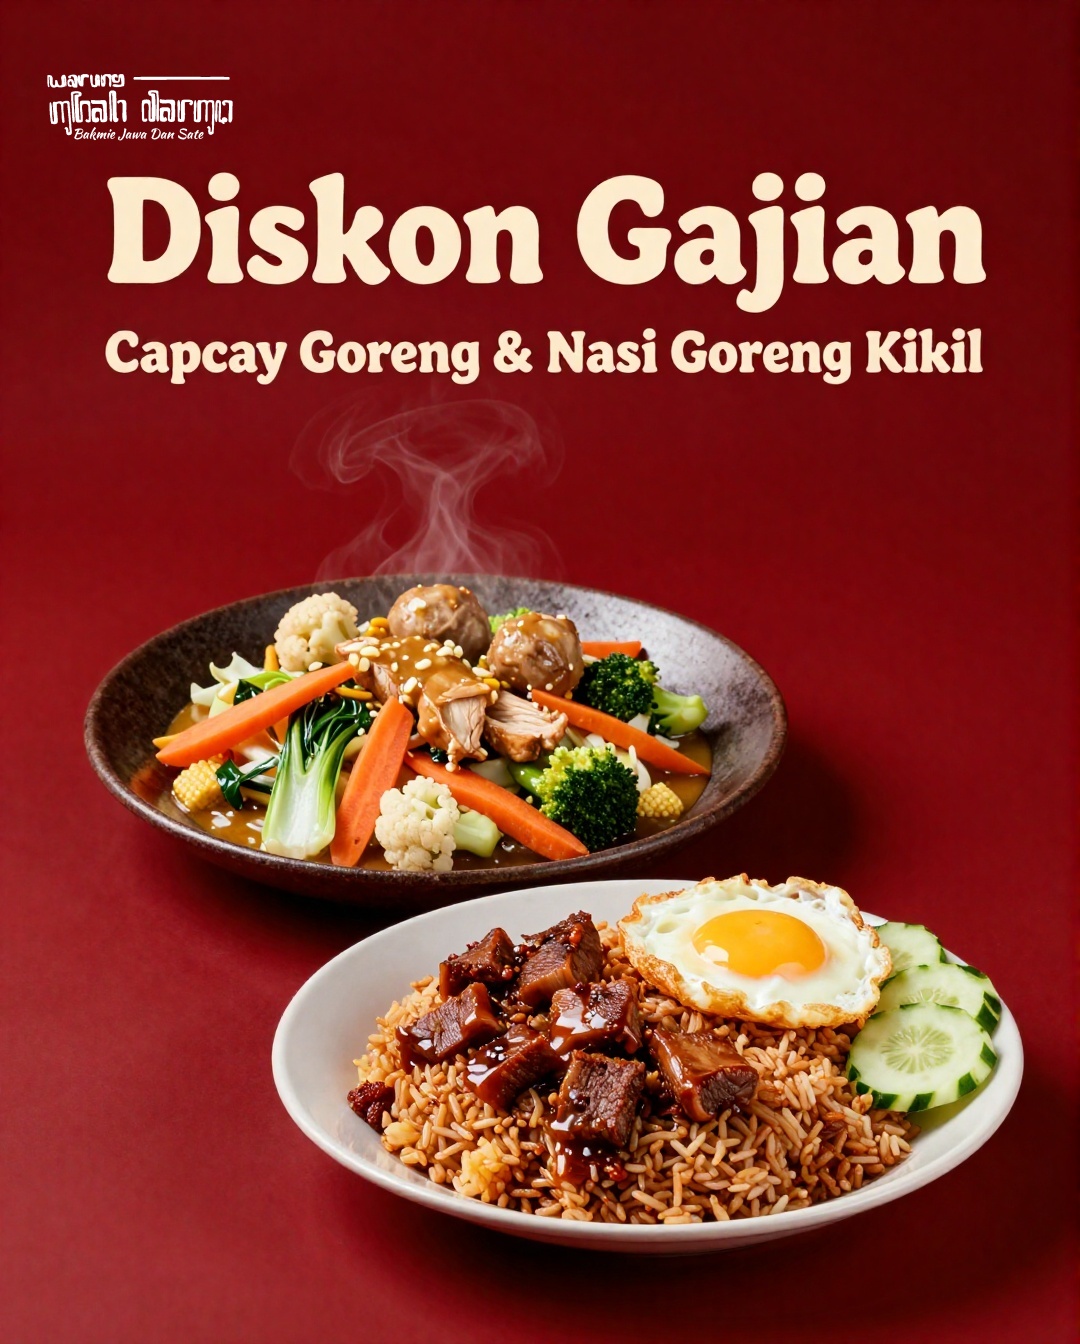 warung
mbah darmo
Bakmie Jawa Dan Sate
Diskon Gajian
Capcay Goreng & Nasi Goreng Kikil